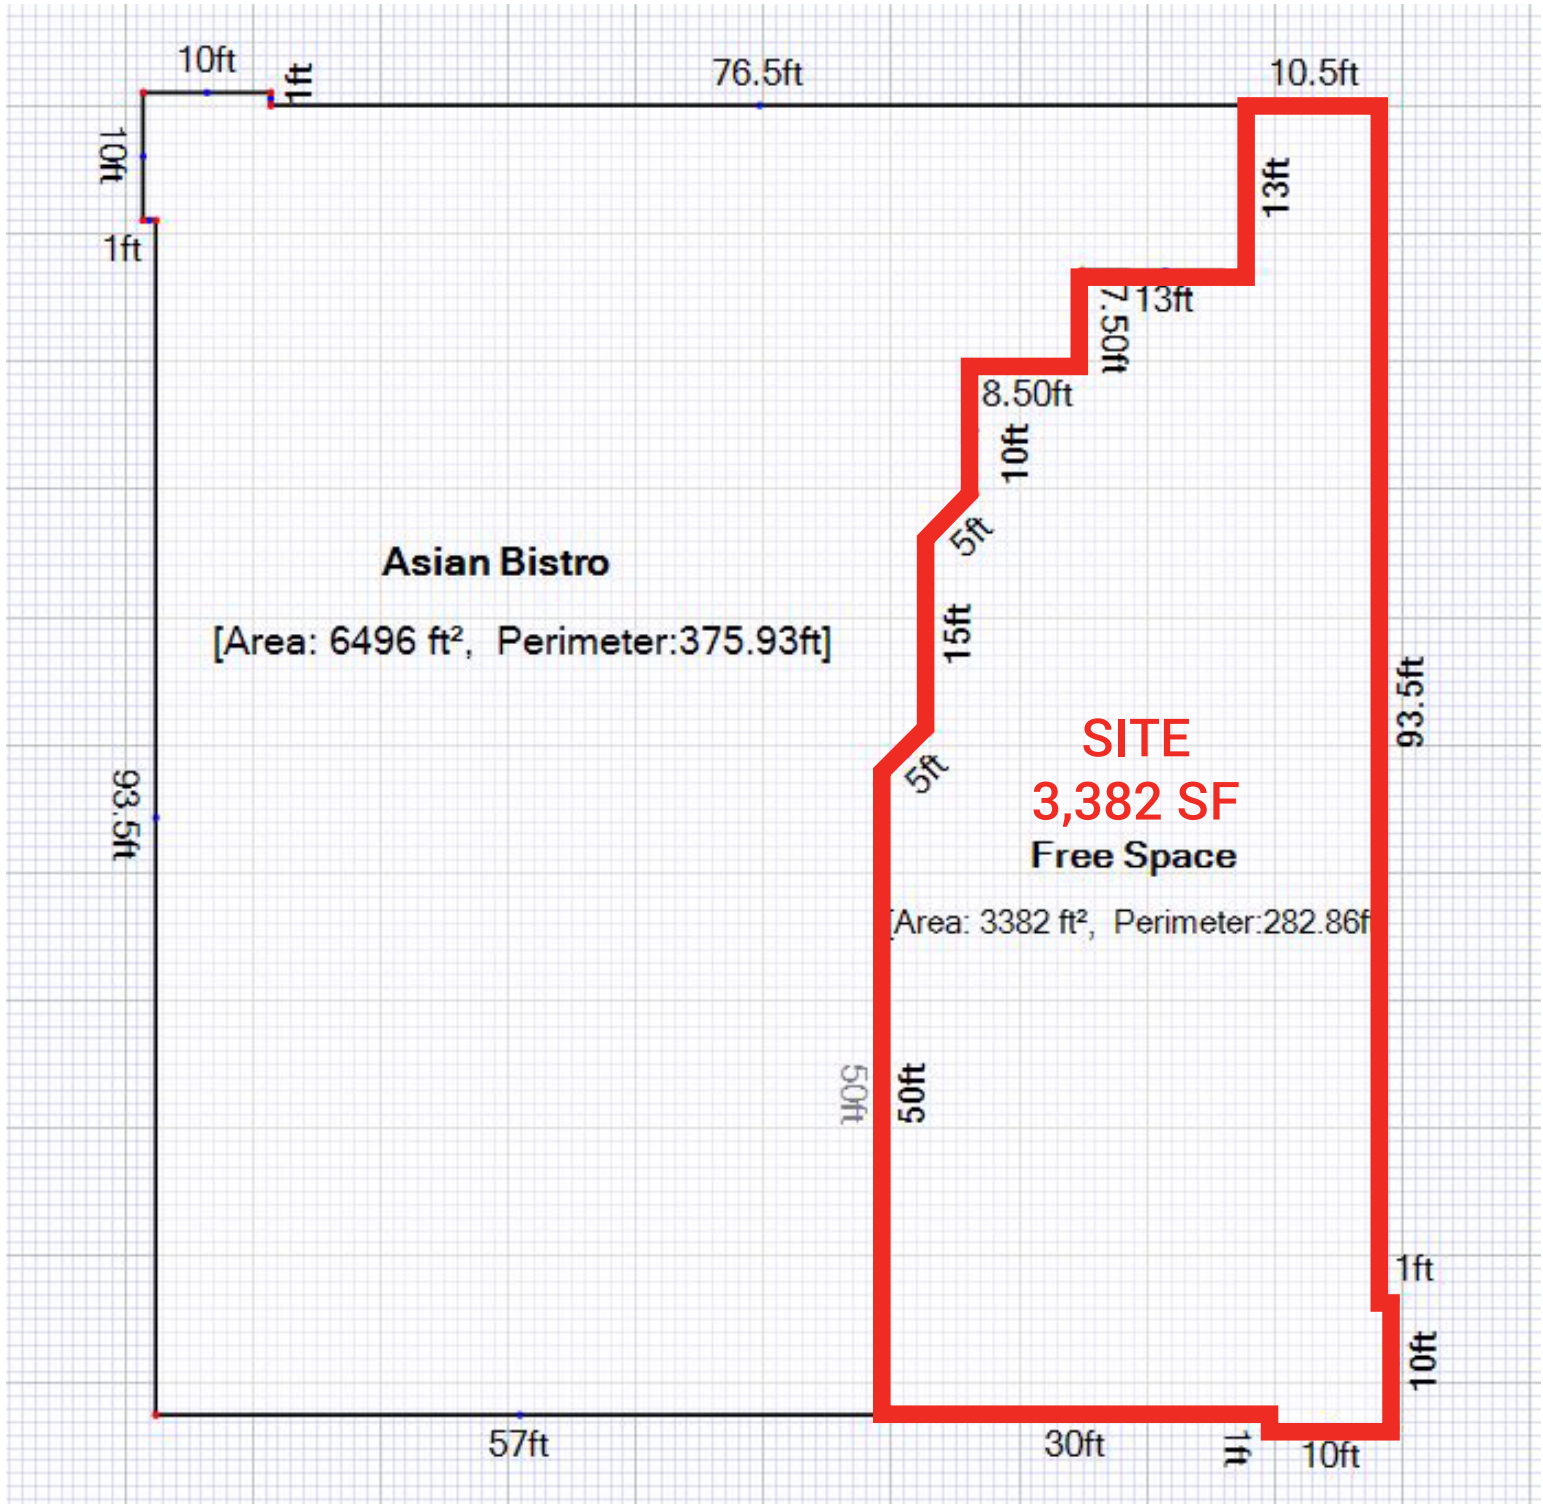 10ft
1ft
76.5ft
10.5ft
10ft
13ft
1ft
13ft
7.50ft
8.50ft
10ft
5ft
Asian Bistro
[Area: 6496 ft², Perimeter:375.93ft]
15ft
93.5ft
SITE
3,382 SF
5ft
93.5ft
Free Space
[Area: 3382 ft², Perimeter:282.86f
50ft
50ft
1ft
10ft
57ft
30ft
1ft
10ft